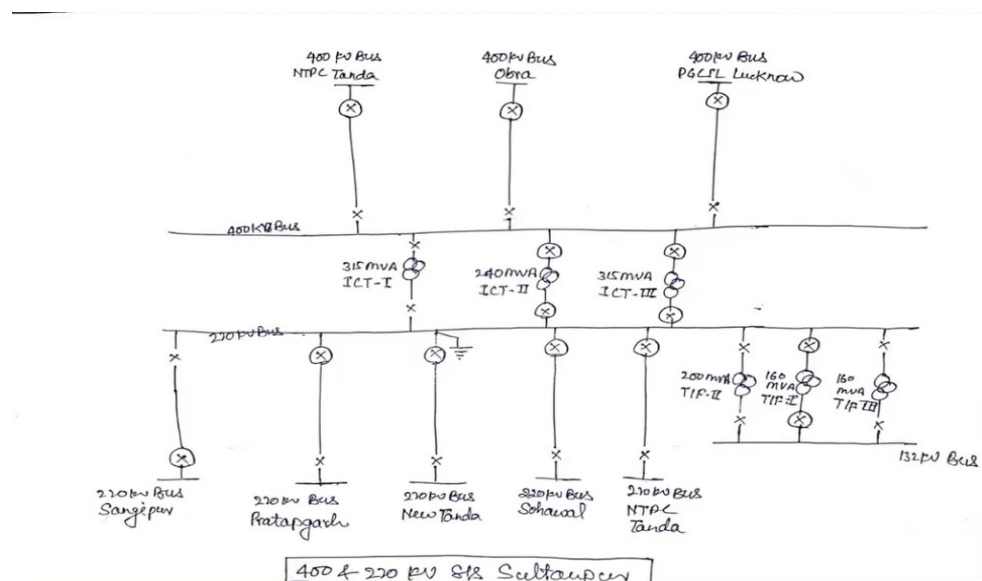 400 kv Bus
NTPC Tanda
400 kv Bus
Obra
400 kv Bus
PGCIL Lucknow
400 KV Bus
315 MVA
ICT-I
240 MVA
ICT-II
315 MVA
ICT-III
220 kv Bus
200 MVA
T/F-II
160
MVA
T/F-I
160
MVA
T/F III
132 kv Bus
220 kv Bus
Sangipur
220 kv Bus
Pratapgarh
220 kv Bus
New Tanda
220 kv Bus
Sohawal
220 kv Bus
NTPC
Tanda
400 & 220 KV S/S Sultanpur